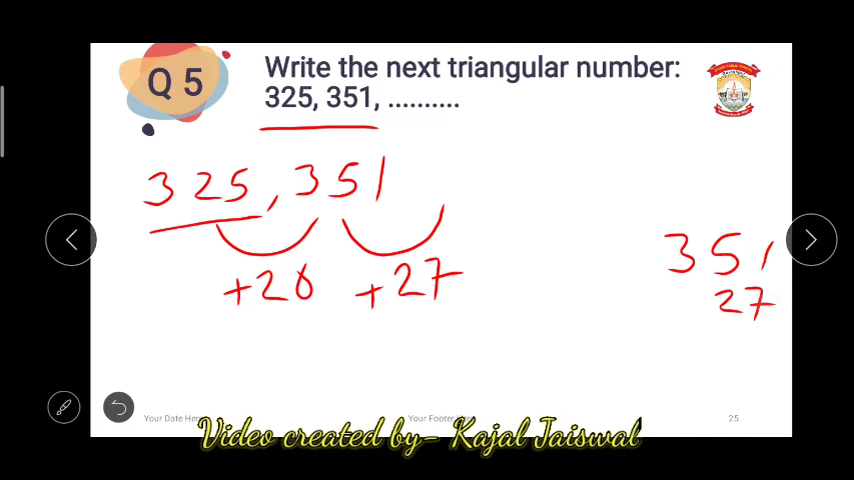 Q 5
Write the next triangular number:
325, 351, ..........
325, 351
+26 +27
351
27
Your Date Here
Your Footer Here
25
Video created by- Kajal Jaiswal